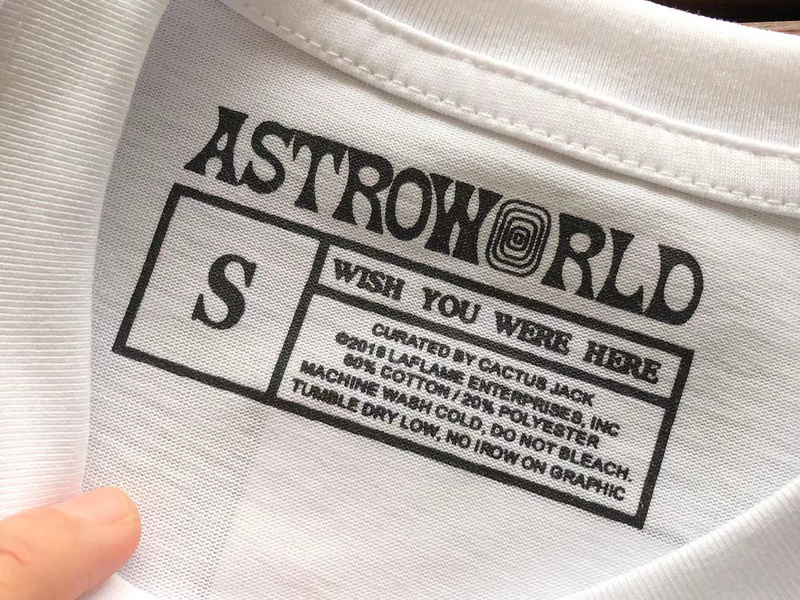 ASTROWORLD
S
WISH YOU WERE HERE
CURATED BY CACTUS JACK
©2018 LAFLAME ENTERPRISES, INC
80% COTTON / 20% POLYESTER
MACHINE WASH COLD, DO NOT BLEACH.
TUMBLE DRY LOW, NO IROW ON GRAPHIC